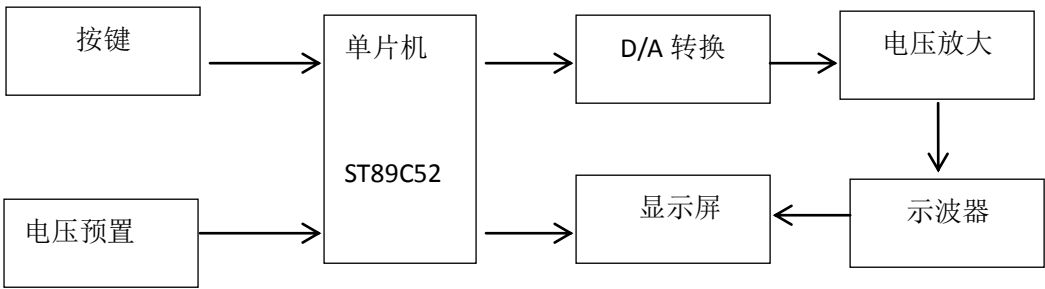 按键
单片机
ST89C52
D/A 转换
电压放大
电压预置
显示屏
示波器